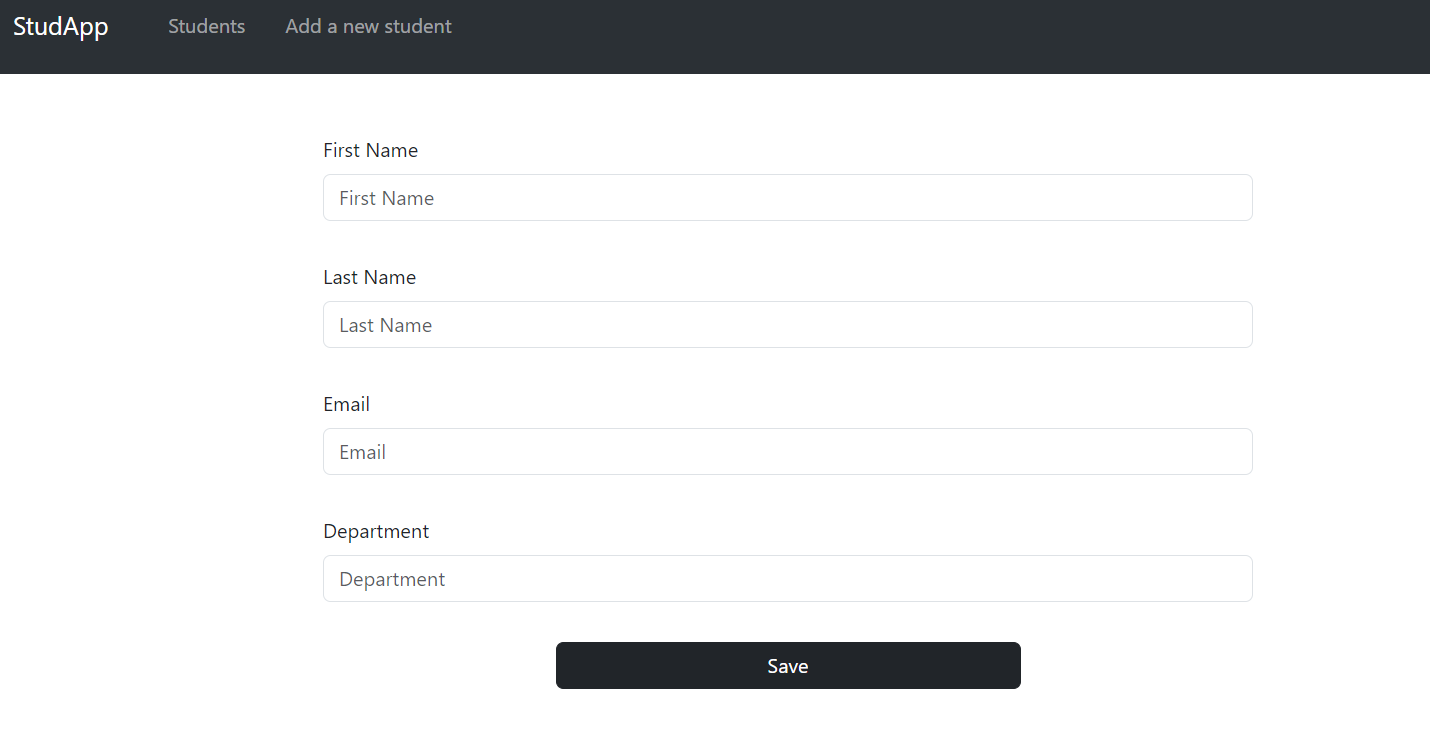 StudApp Students Add a new student
First Name
First Name
Last Name
Last Name
Email
Email
Department
Department
Save